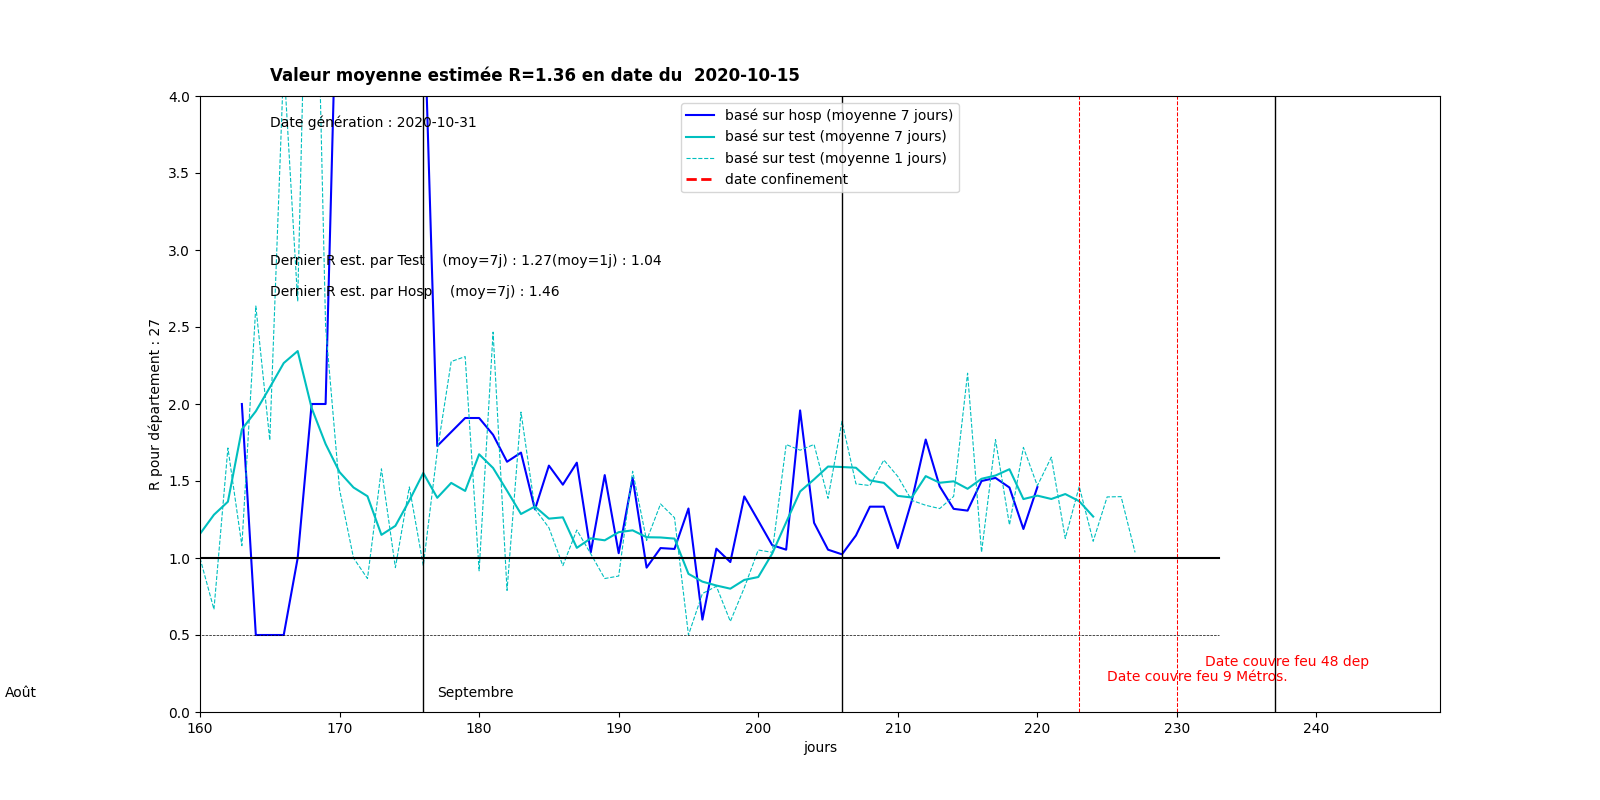 Valeur moyenne estimée R=1.36 en date du  2020-10-15
4.0
3.5
3.0
2.5
2.0
1.5
1.0
0.5
0.0
R pour département : 27
Date génération : 2020-10-31
basé sur hosp (moyenne 7 jours)
basé sur test (moyenne 7 jours)
basé sur test (moyenne 1 jours)
date confinement
Dernier R est. par Test    (moy=7j) : 1.27(moy=1j) : 1.04
Dernier R est. par Hosp    (moy=7j) : 1.46
Date couvre feu 48 dep
Date couvre feu 9 Métros.
Août
Septembre
160 170 180 190 200 210 220 230 240
jours